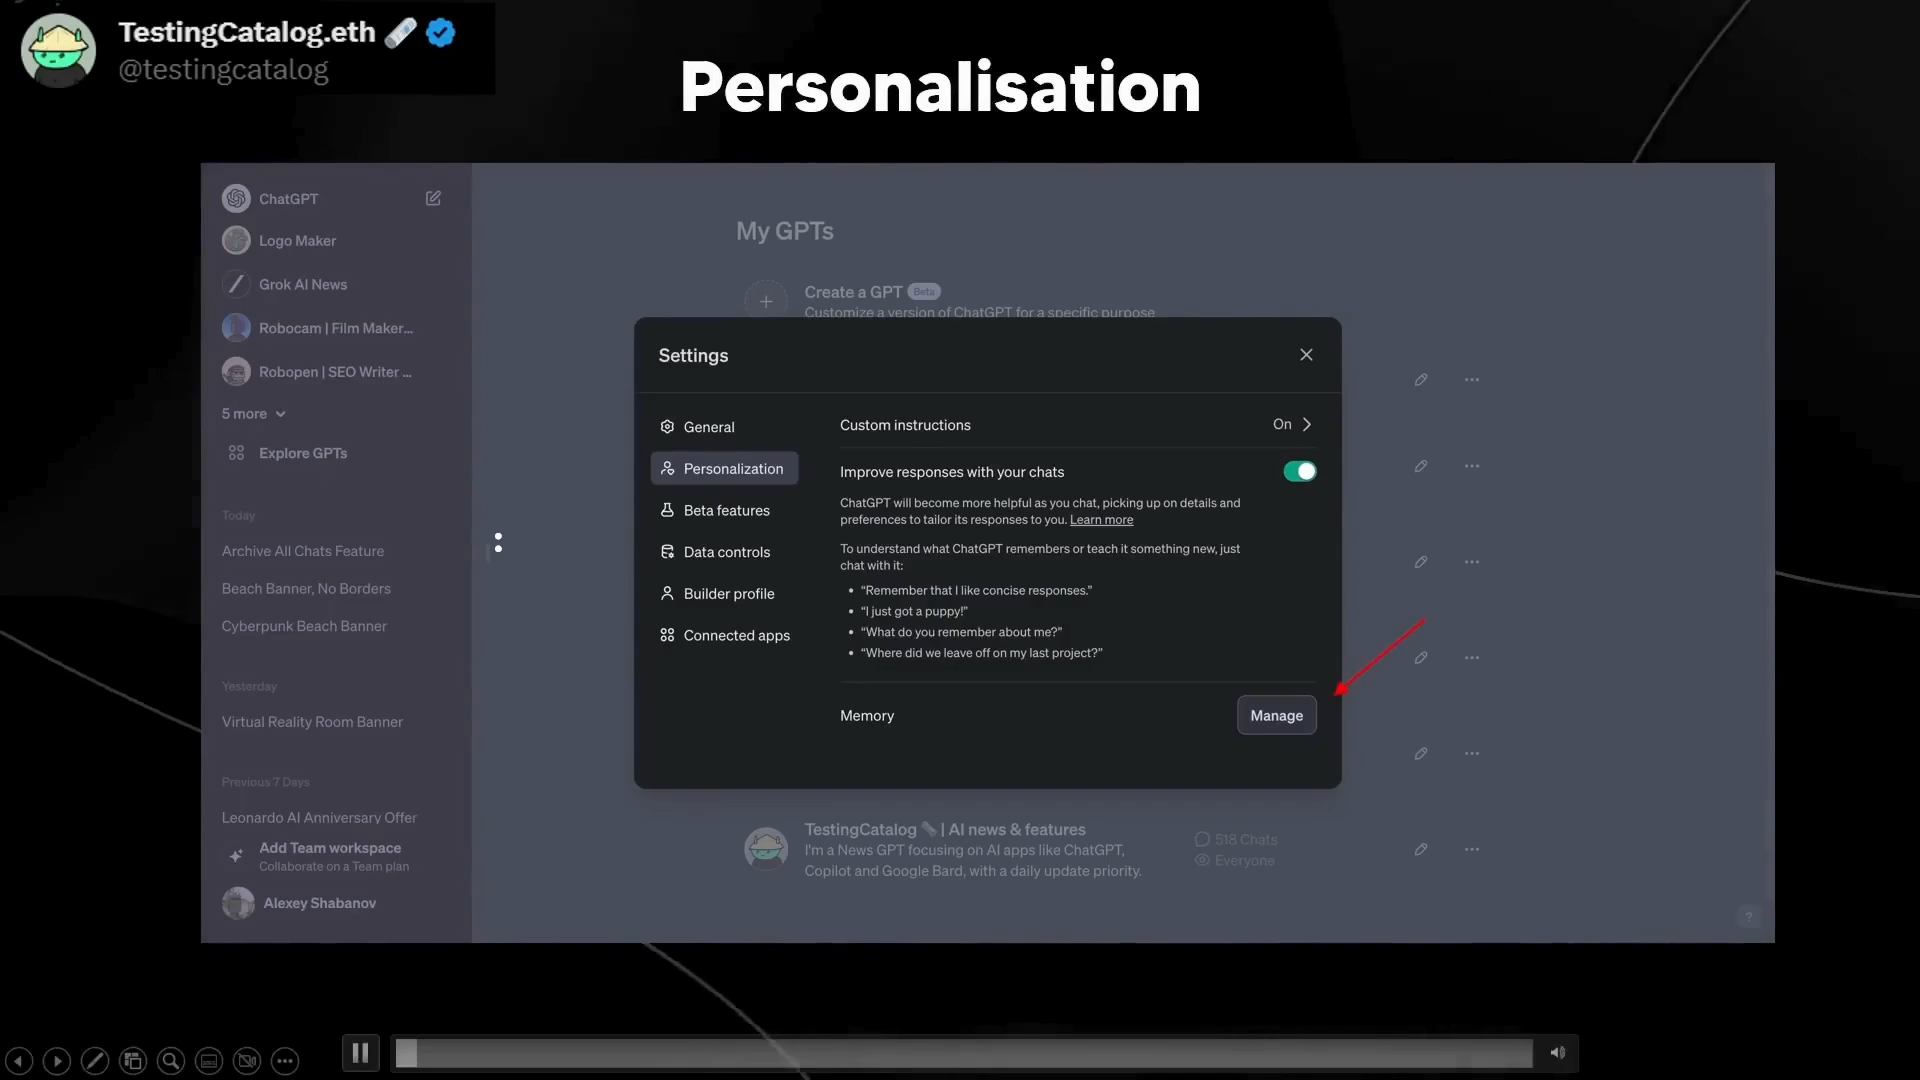 TestingCatalog.eth
@testingcatalog
Personalisation
ChatGPT
Logo Maker
Grok AI News
Robocam | Film Maker...
Robopen | SEO Writer ...
5 more
Explore GPTs
Today
Archive All Chats Feature
Beach Banner, No Borders
Cyberpunk Beach Banner
Yesterday
Virtual Reality Room Banner
Previous 7 Days
Leonardo AI Anniversary Offer
Add Team workspace
Collaborate on a Team plan
Alexey Shabanov
My GPTs
Create a GPT Beta
Customize a version of ChatGPT for a specific purpose
Settings
General
Personalization
Beta features
Data controls
Builder profile
Connected apps
Custom instructions On
Improve responses with your chats
ChatGPT will become more helpful as you chat, picking up on details and
preferences to tailor its responses to you. Learn more
To understand what ChatGPT remembers or teach it something new, just
chat with it:
• “Remember that I like concise responses.”
• “I just got a puppy!”
• “What do you remember about me?”
• “Where did we leave off on my last project?”
Memory Manage
TestingCatalog | AI news & features
I'm a News GPT focusing on AI apps like ChatGPT,
Copilot and Google Bard, with a daily update priority.
518 Chats
Everyone
?